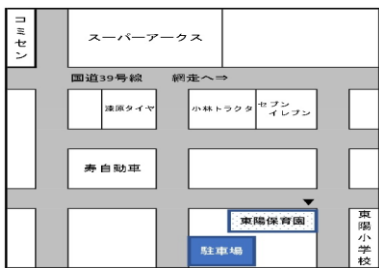 コミセン
スーパーアークス
国道39号線　網走へ⇒
漆原タイヤ
小林トラクタ
セブン
イレブン
寿自動車
東陽保育園
駐車場
東陽小学校